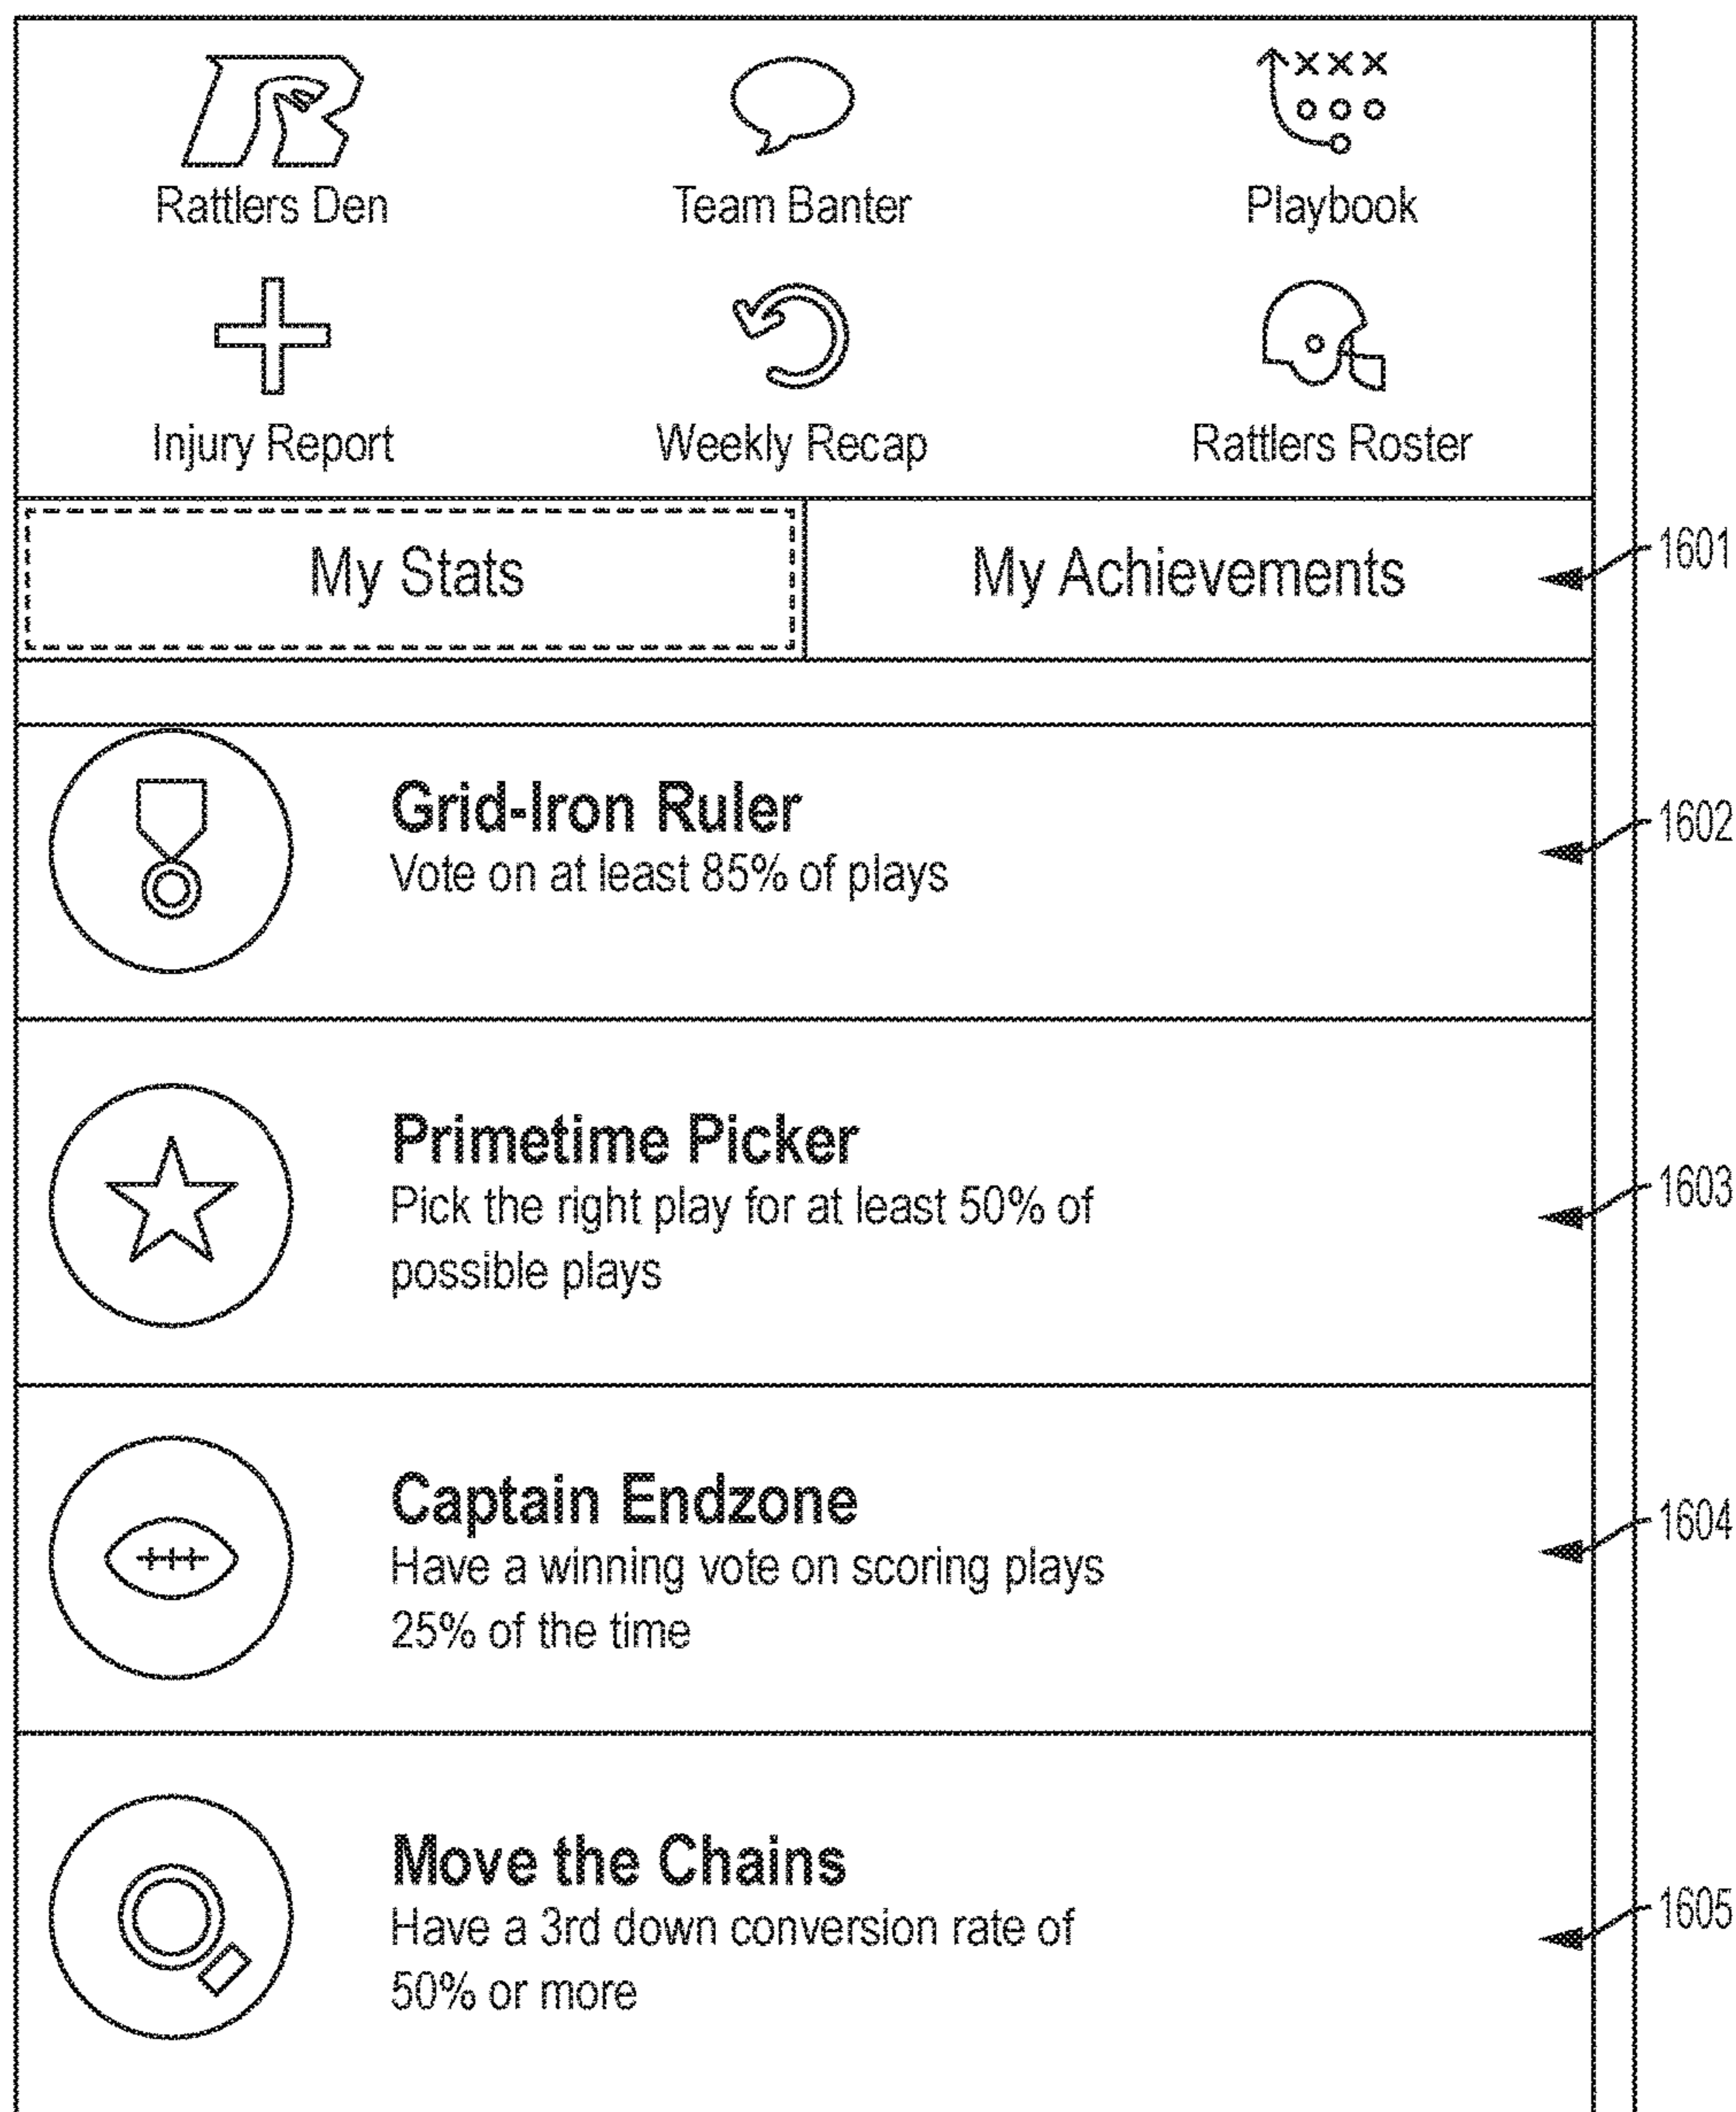 Rattlers Den Team Banter Playbook
Injury Report Weekly Recap Rattlers Roster
My Stats My Achievements 1601
Grid-Iron Ruler 1602
Vote on at least 85% of plays
Primetime Picker
Pick the right play for at least 50% of 1603
possible plays
Captain Endzone 1604
Have a winning vote on scoring plays
25% of the time
Move the Chains
Have a 3rd down conversion rate of 1605
50% or more